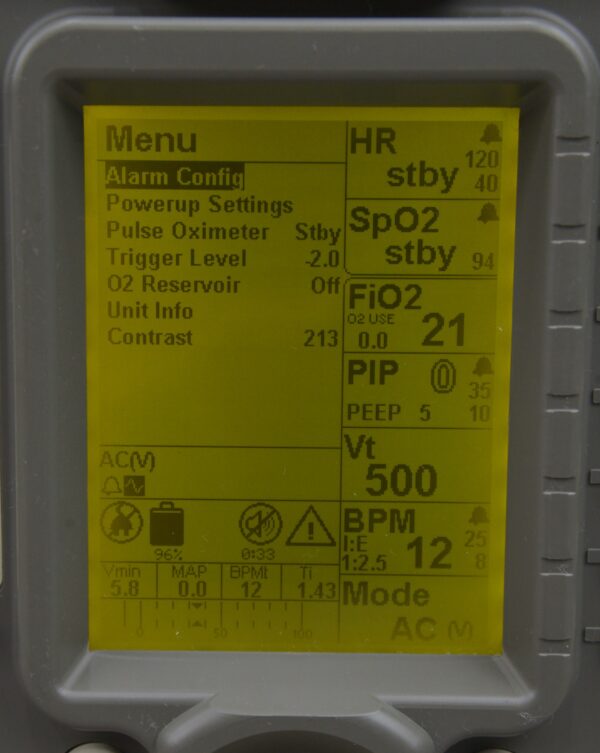 Menu
Alarm Config
Powerup Settings
Pulse Oximeter Stby
Trigger Level -2.0
O2 Reservoir Off
Unit Info
Contrast 213
AC(V)
96%
0:33
Vmin MAP BPMt Ti
5.8 0.0 12 1.43
0 50 100
HR
120
stby 40
SpO2
stby 94
FiO2
O2 USE
0.0 21
PIP 0
35
PEEP 5 10
Vt
500
BPM
I:E 25
1:2.5 12 8
Mode
AC (V)